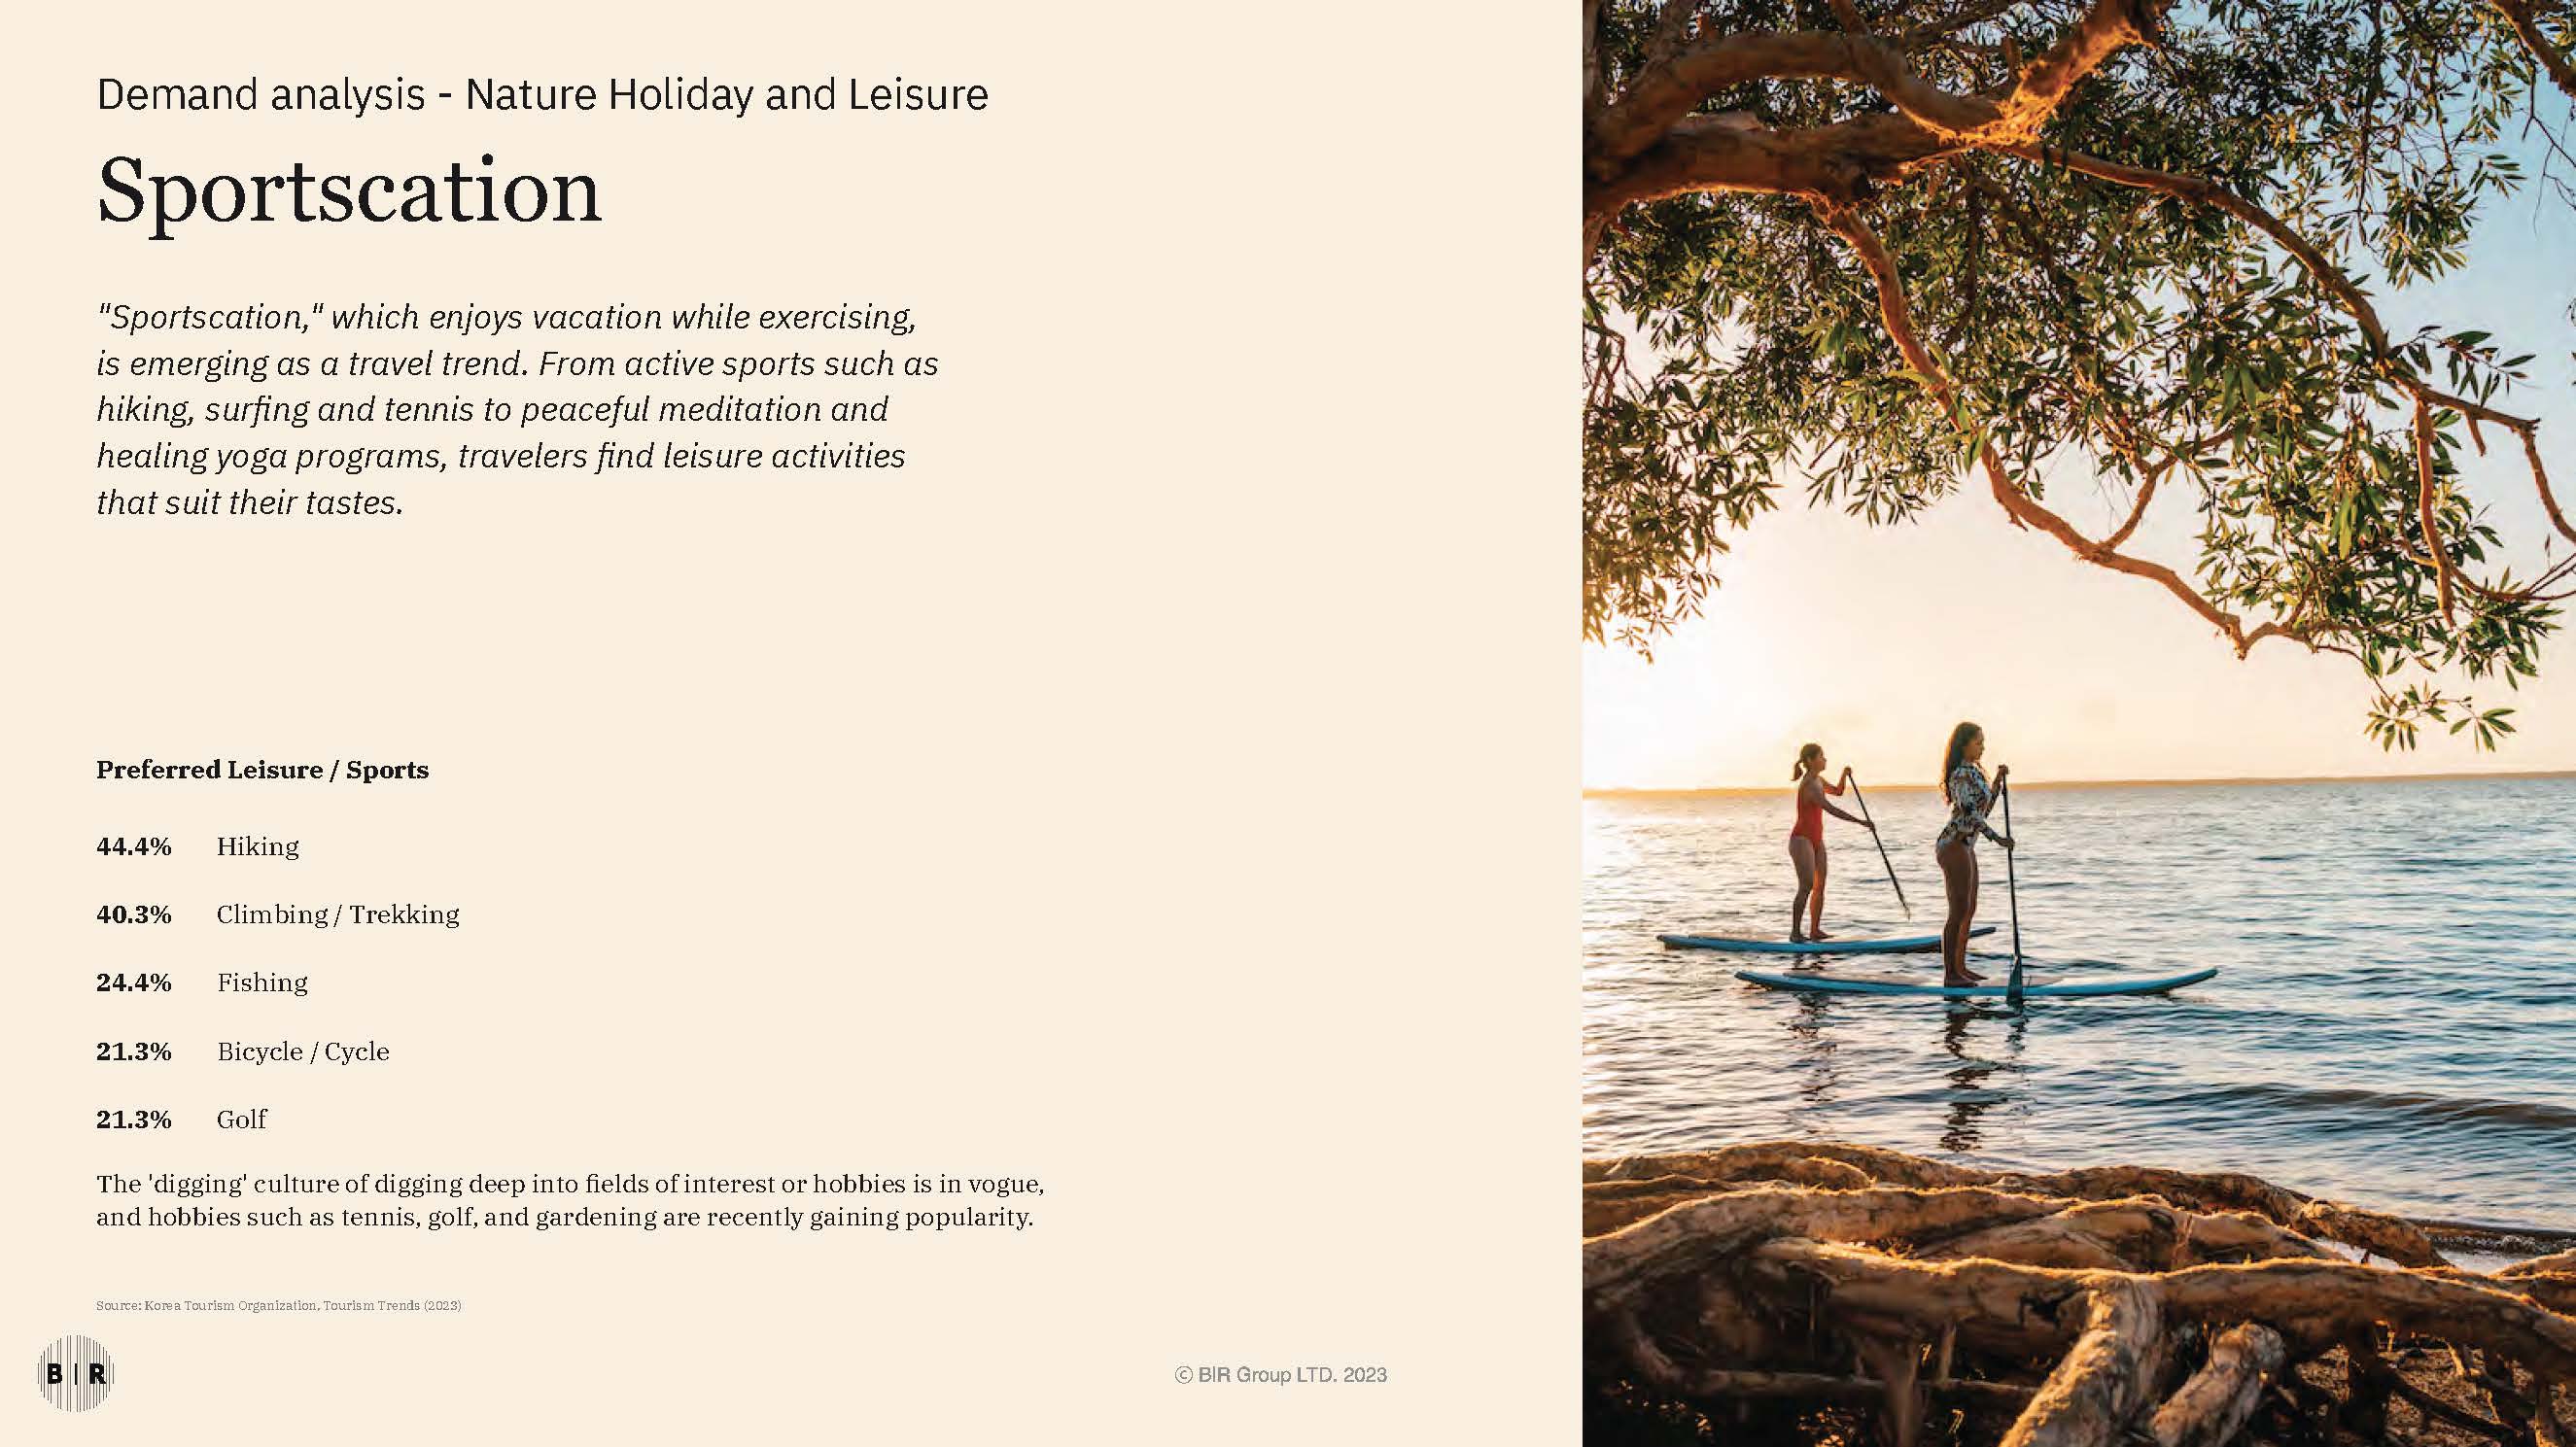 Demand analysis - Nature Holiday and Leisure
Sportscation
"Sportscation," which enjoys vacation while exercising,
is emerging as a travel trend. From active sports such as
hiking, surfing and tennis to peaceful meditation and
healing yoga programs, travelers find leisure activities
that suit their tastes.
Preferred Leisure / Sports
44.4% Hiking
40.3% Climbing / Trekking
24.4% Fishing
21.3% Bicycle / Cycle
21.3% Golf
The 'digging' culture of digging deep into fields of interest or hobbies is in vogue,
and hobbies such as tennis, golf, and gardening are recently gaining popularity.
Source: Korea Tourism Organization, Tourism Trends (2023)
B | R
© BIR Group LTD. 2023